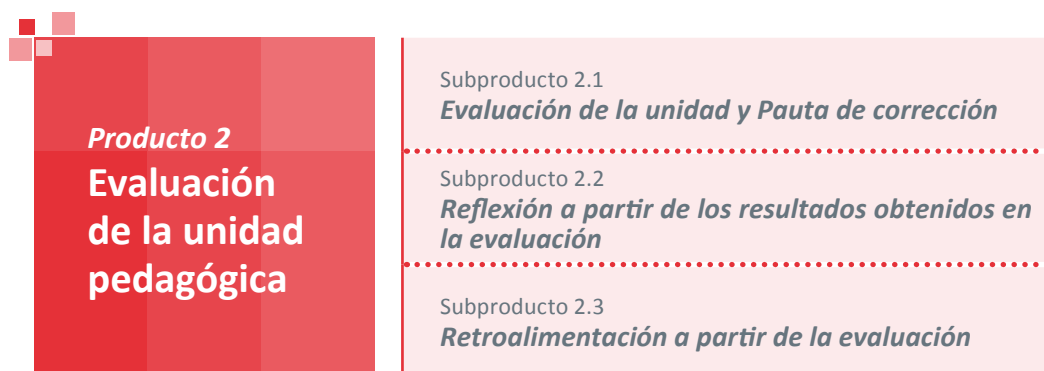 Producto 2
Evaluación
de la unidad
pedagógica
Subproducto 2.1
Evaluación de la unidad y Pauta de corrección
Subproducto 2.2
Reflexión a partir de los resultados obtenidos en
la evaluación
Subproducto 2.3
Retroalimentación a partir de la evaluación